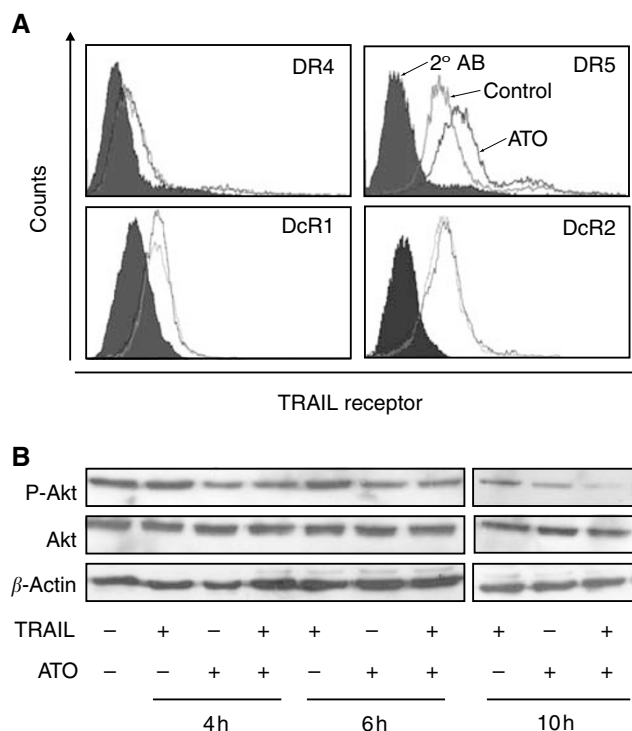 A
DR4
2° AB
DR5
Control
ATO
Counts
DcR1
DcR2
TRAIL receptor
B
P-Akt
Akt
β-Actin
TRAIL – + – + + – + + – +
ATO – – + + – + + – + +
4 h 6 h 10 h